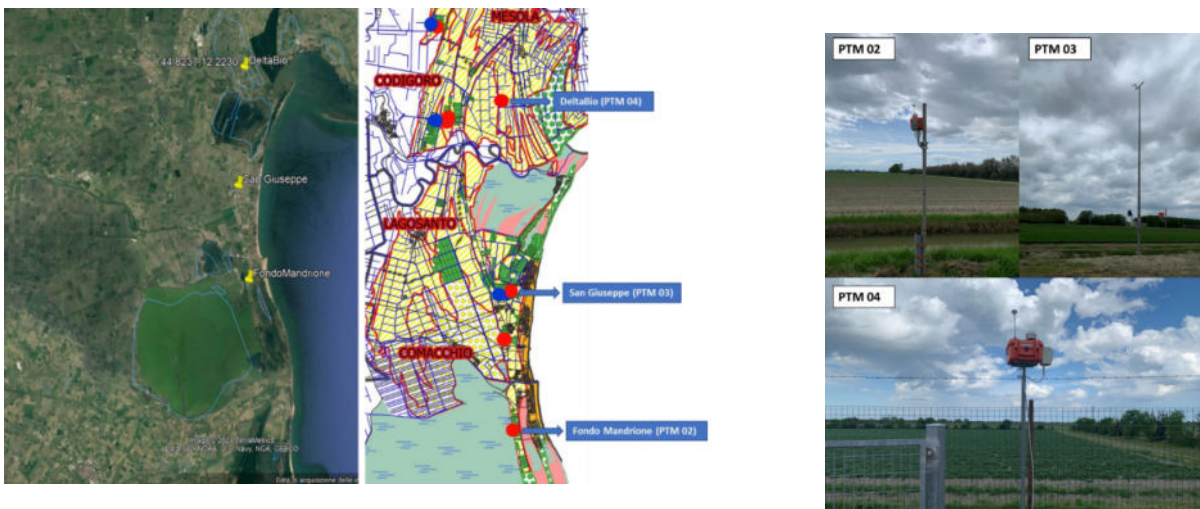 44.8237-12.2230
DeltaBio
San Giuseppe
FondoMandrione
MESOLA
CODIGORO
DeltaBio (PTM 04)
LAGOSANTO
San Giuseppe (PTM 03)
COMACCHIO
Fondo Mandrione (PTM 02)
PTM 02
PTM 03
PTM 04